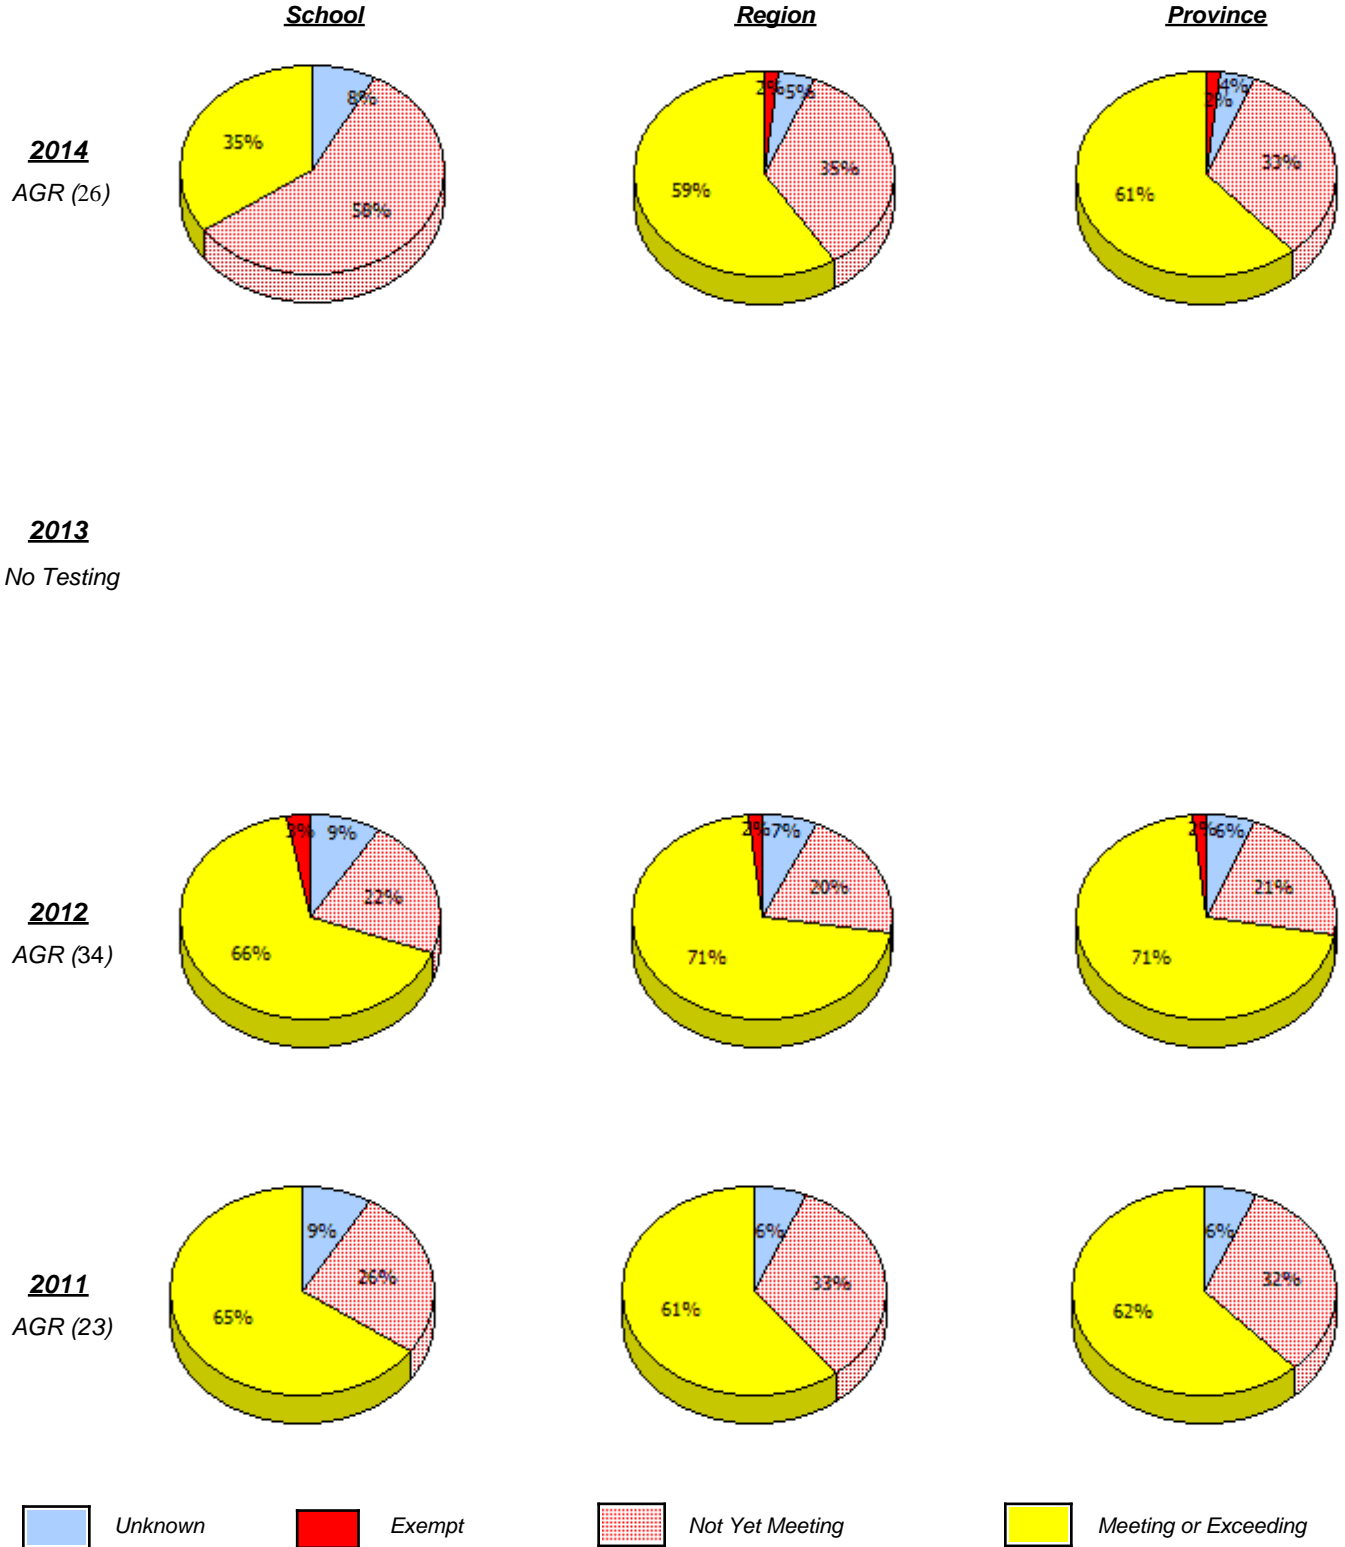 School Region Province
8% 2% 5% 2% 4%
2014
35% 58% 59% 35% 61% 33%
AGR (26)
2013
No Testing
3% 9% 2% 7% 2% 6%
22% 20% 21%
2012
AGR (34)
66% 71% 71%
9% 6% 6%
26% 33% 32%
2011
65% 61% 62%
AGR (23)
Unknown Exempt Not Yet Meeting Meeting or Exceeding